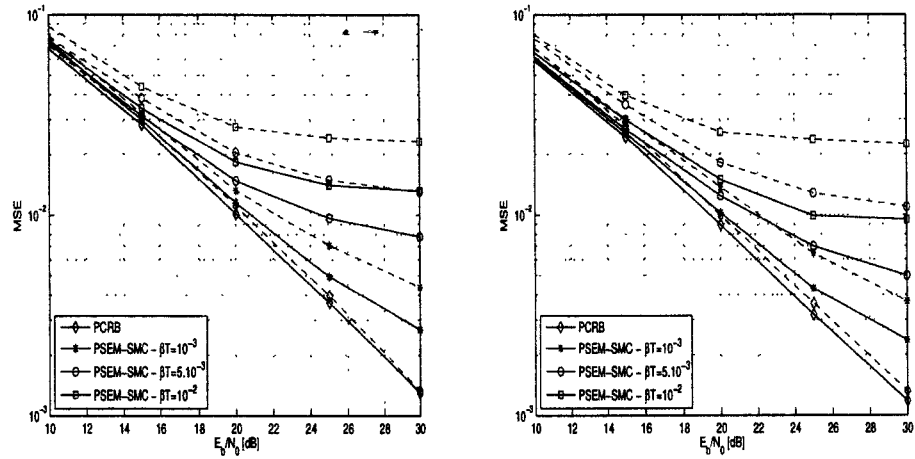 10⁻¹
10⁻²
10⁻³
MSE
10 12 14 16 18 20 22 24 26 28 30
E_b/N_0 [dB]
PCRB
PSEM-SMC - βT=10⁻³
PSEM-SMC - βT=5.10⁻³
PSEM-SMC - βT=10⁻²
10⁻¹
10⁻²
10⁻³
MSE
10 12 14 16 18 20 22 24 26 28 30
E_b/N_0 [dB]
PCRB
PSEM-SMC - βT=10⁻³
PSEM-SMC - βT=5.10⁻³
PSEM-SMC - βT=10⁻²